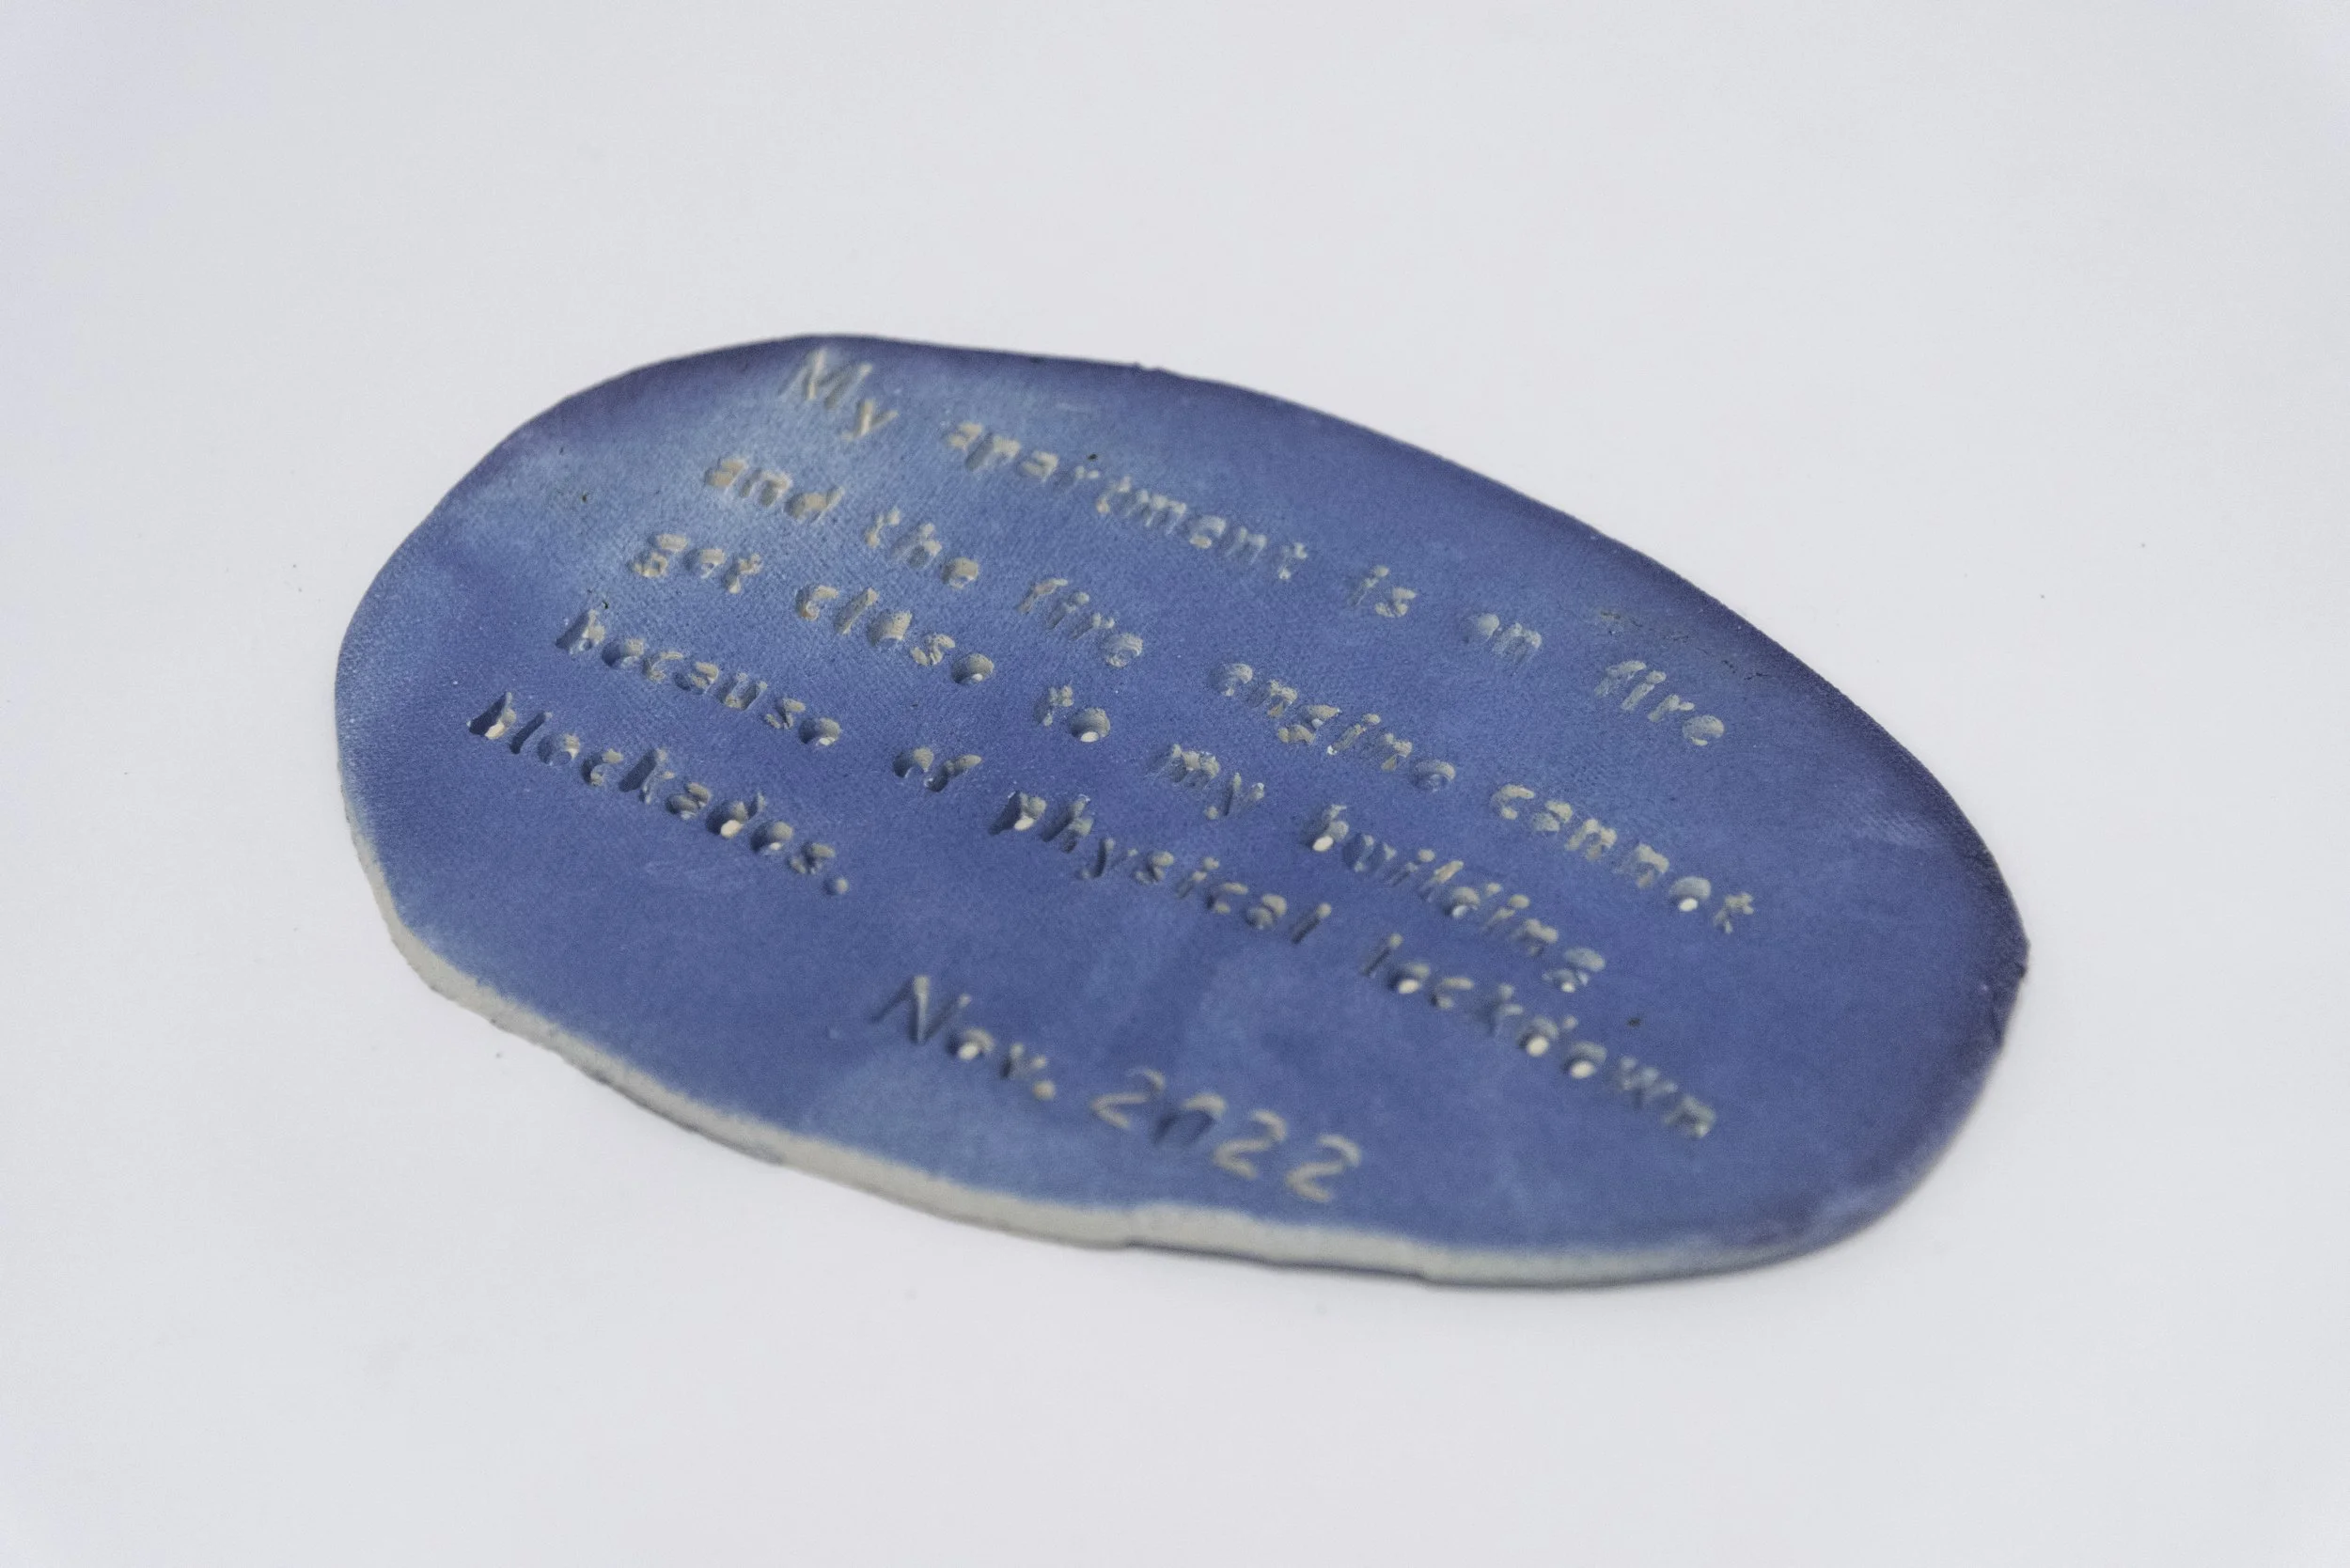 My apartment is on fire
and the fire engine cannot
get close to my building
because of physical lockdown
blockades.
Nov. 2022